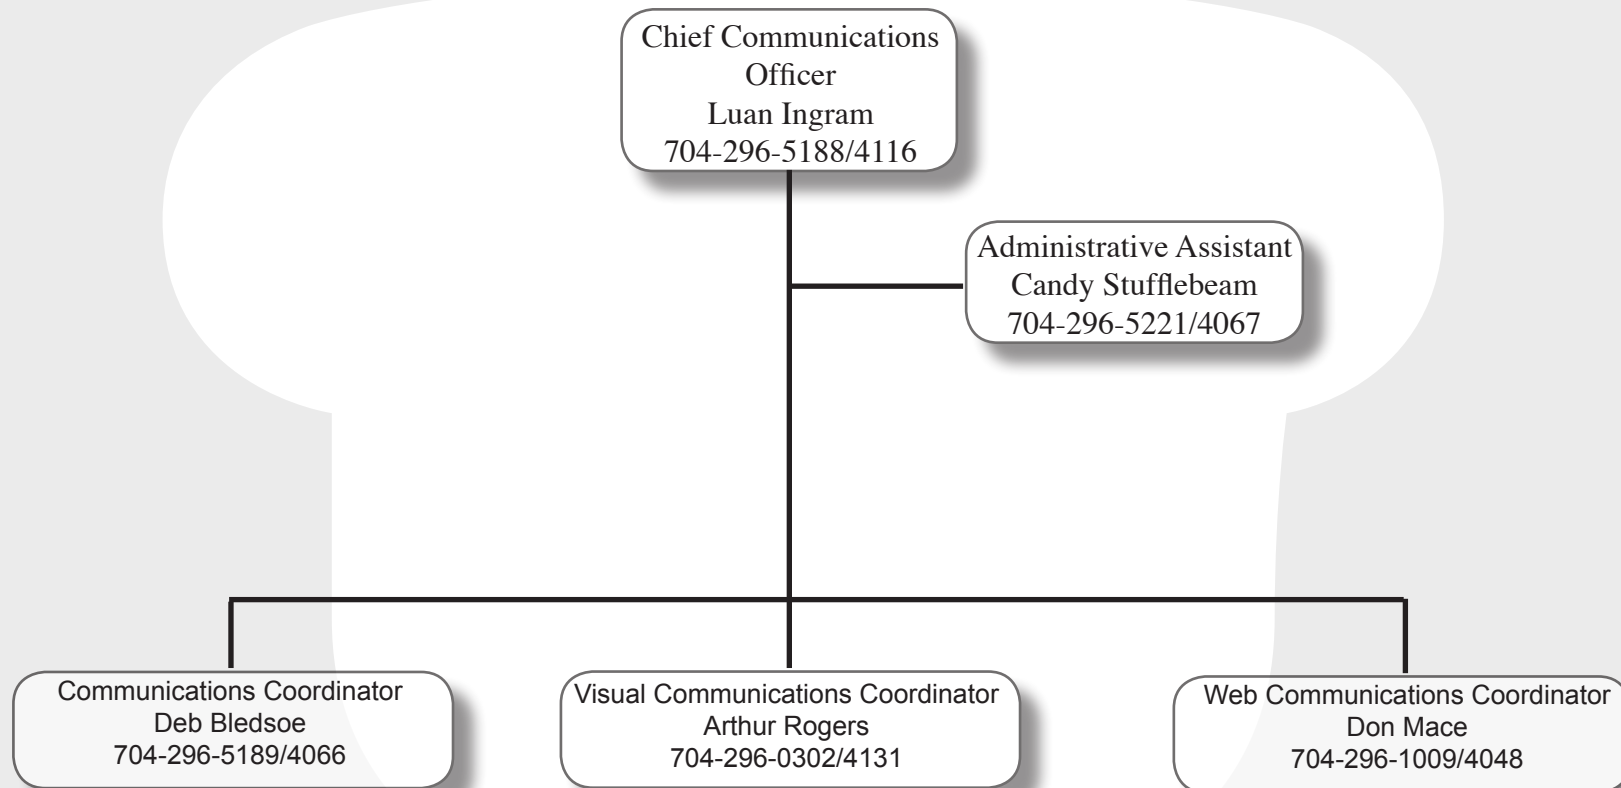 Chief Communications
Officer
Luan Ingram
704-296-5188/4116
Administrative Assistant
Candy Stufflebeam
704-296-5221/4067
Communications Coordinator
Deb Bledsoe
704-296-5189/4066
Visual Communications Coordinator
Arthur Rogers
704-296-0302/4131
Web Communications Coordinator
Don Mace
704-296-1009/4048